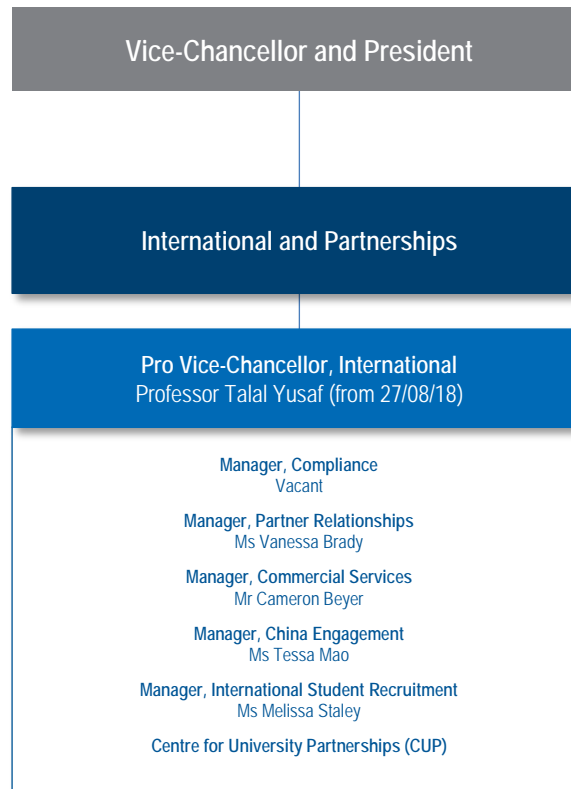 Vice-Chancellor and President
International and Partnerships
Pro Vice-Chancellor, International
Professor Talal Yusaf (from 27/08/18)
Manager, Compliance
Vacant
Manager, Partner Relationships
Ms Vanessa Brady
Manager, Commercial Services
Mr Cameron Beyer
Manager, China Engagement
Ms Tessa Mao
Manager, International Student Recruitment
Ms Melissa Staley
Centre for University Partnerships (CUP)